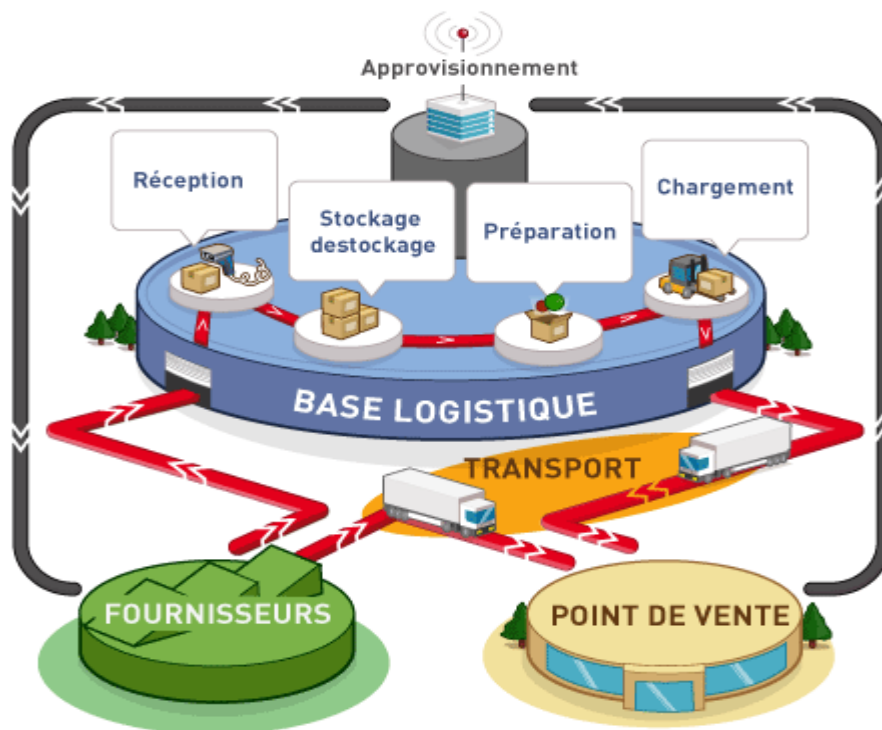 Approvisionnement
Réception
Stockage
destockage
Préparation
Chargement
BASE LOGISTIQUE
TRANSPORT
FOURNISSEURS
POINT DE VENTE